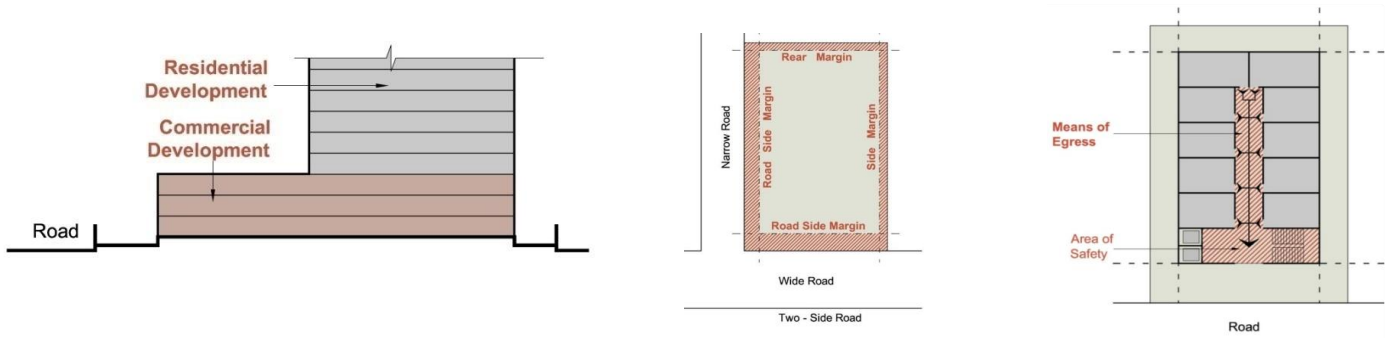 Residential
Development
Commercial
Development
Road
Rear Margin
Narrow Road
Road Side Margin
Side Margin
Road Side Margin
Wide Road
Two - Side Road
Means of
Egress
Area of
Safety
Road